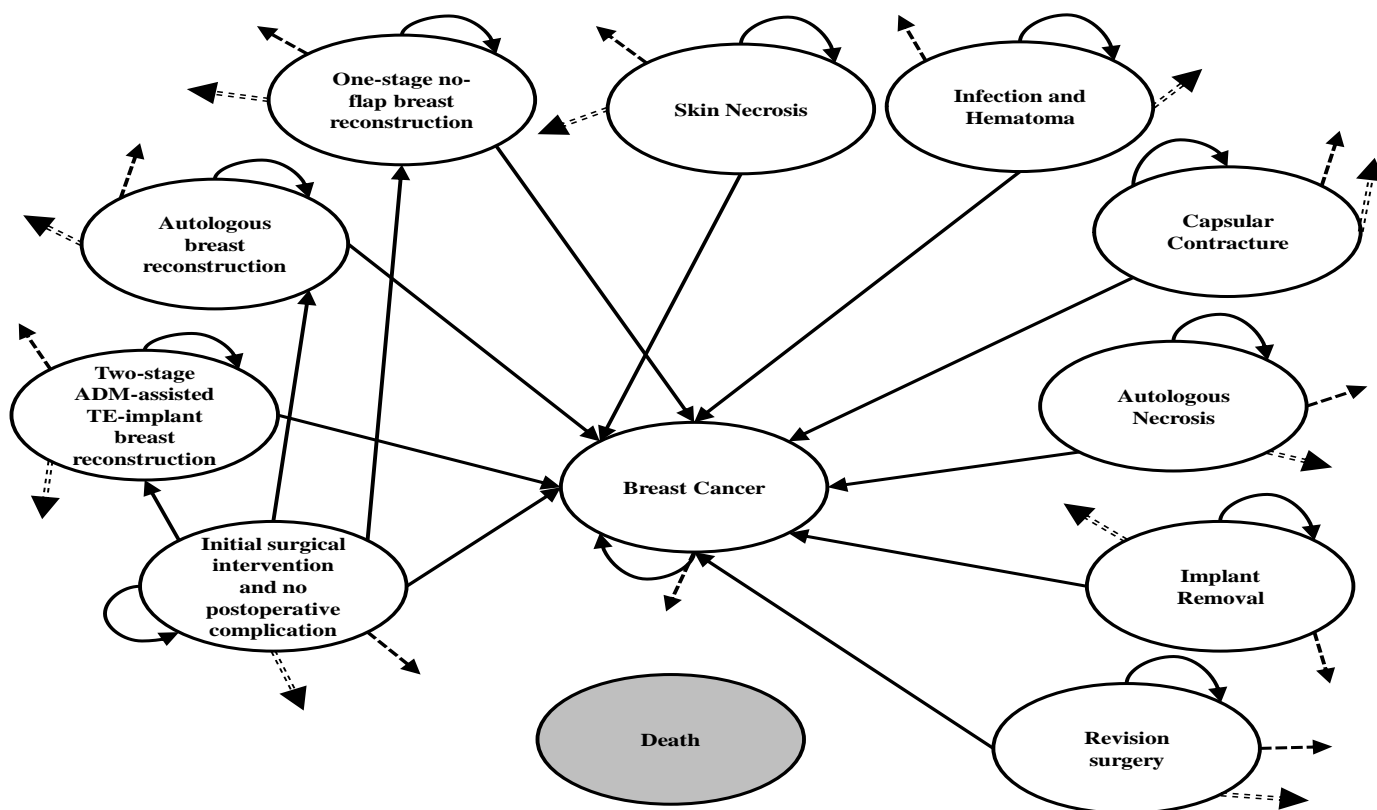 One-stage no-
flap breast
reconstruction
Skin Necrosis
Infection and
Hematoma
Autologous
breast
reconstruction
Capsular
Contracture
Two-stage
ADM-assisted
TE-implant
breast
reconstruction
Autologous
Necrosis
Breast Cancer
Initial surgical
intervention
and no
postoperative
complication
Implant
Removal
Death
Revision
surgery